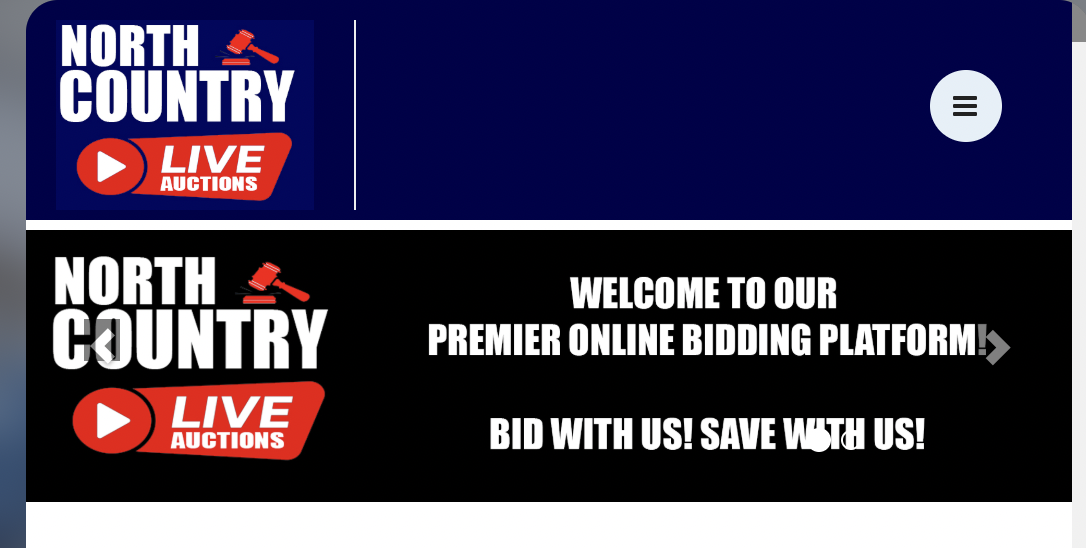 NORTH
COUNTRY
LIVE
AUCTIONS
NORTH
COUNTRY
LIVE
AUCTIONS
WELCOME TO OUR
PREMIER ONLINE BIDDING PLATFORM!
BID WITH US! SAVE WITH US!